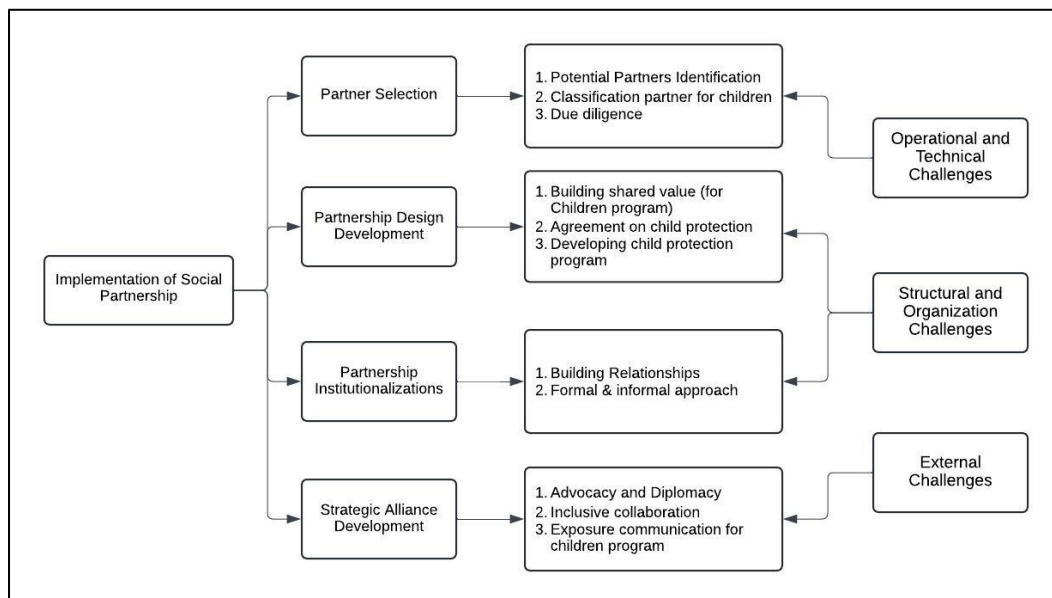 Partner Selection
1. Potential Partners Identification
2. Classification partner for children
3. Due diligence
Operational and
Technical
Challenges
Partnership Design
Development
1. Building shared value (for
Children program)
2. Agreement on child protection
3. Developing child protection
program
Implementation of Social
Partnership
Structural and
Organization
Challenges
Partnership
Institutionalizations
1. Building Relationships
2. Formal & informal approach
External
Challenges
Strategic Alliance
Development
1. Advocacy and Diplomacy
2. Inclusive collaboration
3. Exposure communication for
children program